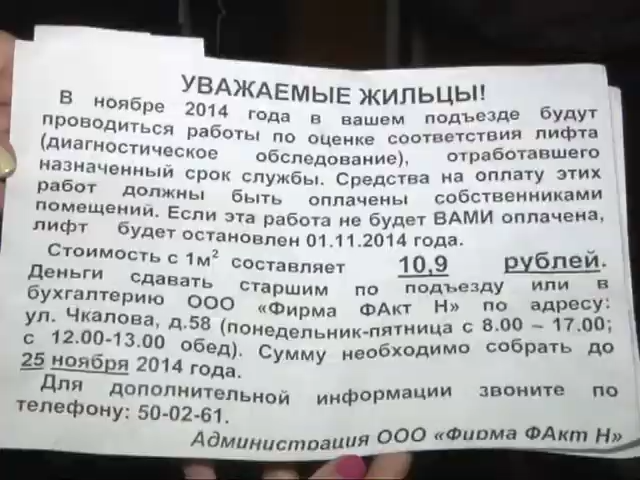 УВАЖАЕМЫЕ ЖИЛЬЦЫ!
В ноябре 2014 года в вашем подъезде будут
проводиться работы по оценке соответствия лифта
(диагностическое обследование), отработавшего
назначенный срок службы. Средства на оплату этих
работ должны быть оплачены собственниками
помещений. Если эта работа не будет ВАМИ оплачена,
лифт будет остановлен 01.11.2014 года.
Стоимость с 1м² составляет 10,9 рублей.
Деньги сдавать старшим по подъезду или в
бухгалтерию ООО «Фирма ФАкт Н» по адресу:
ул. Чкалова, д.58 (понедельник-пятница с 8.00 – 17.00;
с 12.00-13.00 обед). Сумму необходимо собрать до
25 ноября 2014 года.
Для дополнительной информации звоните по
телефону: 50-02-61.
Администрация ООО «Фирма ФАкт Н»